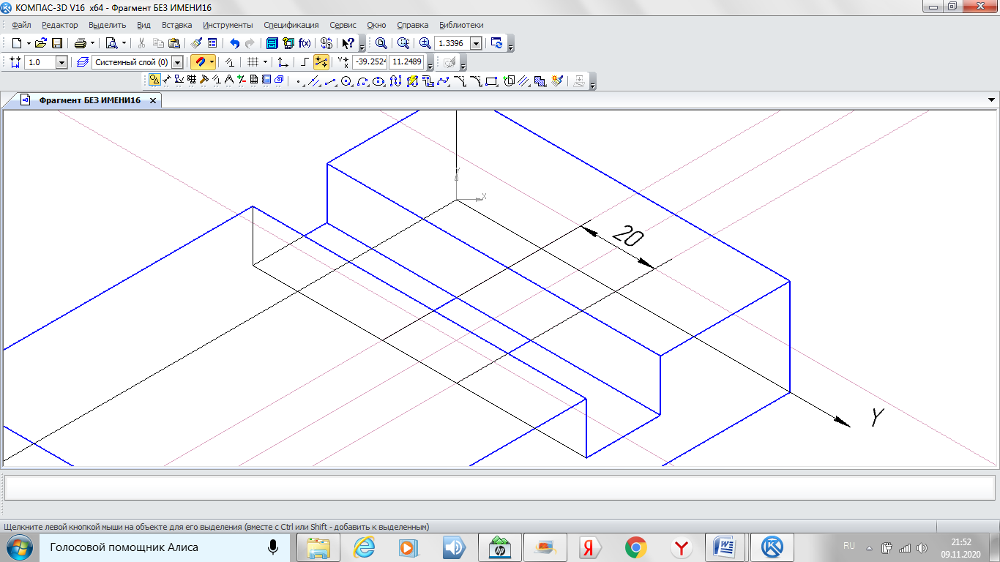 КОМПАС-3D V16 x64 - Фрагмент БЕЗ ИМЕНИ16
Файл Редактор Выделить Вид Вставка Инструменты Спецификация Сервис Окно Справка Библиотеки
f(x) 1.3396
1.0 Системный слой (0) -39.2524 11.2489
Фрагмент БЕЗ ИМЕНИ16
Y
X
20
Y
Щелкните левой кнопкой мыши на объекте для его выделения (вместе с Ctrl или Shift - добавить к выделенным)
Голосовой помощник Алиса
RU
21:52
09.11.2020